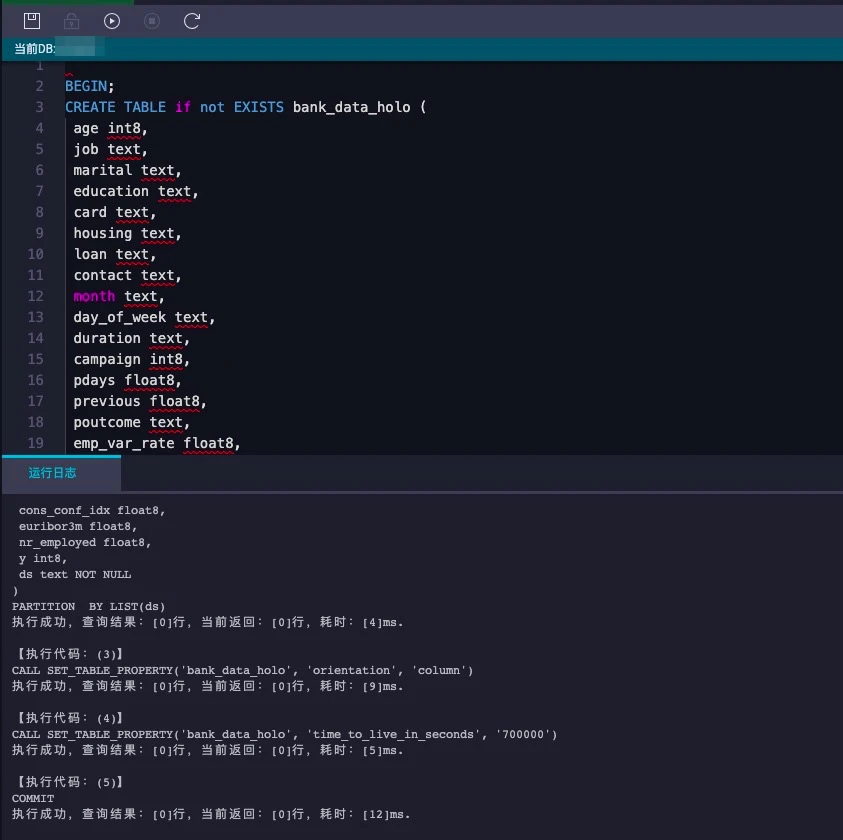 当前DB:
1
2 BEGIN;
3 CREATE TABLE if not EXISTS bank_data_holo (
4 age int8,
5 job text,
6 marital text,
7 education text,
8 card text,
9 housing text,
10 loan text,
11 contact text,
12 month text,
13 day_of_week text,
14 duration text,
15 campaign int8,
16 pdays float8,
17 previous float8,
18 poutcome text,
19 emp_var_rate float8,
运行日志
cons_conf_idx float8,
euribor3m float8,
nr_employed float8,
y int8,
ds text NOT NULL
)
PARTITION  BY LIST(ds)
执行成功, 查询结果: [0]行, 当前返回: [0]行, 耗时: [4]ms.
【执行代码: (3)】
CALL SET_TABLE_PROPERTY('bank_data_holo', 'orientation', 'column')
执行成功, 查询结果: [0]行, 当前返回: [0]行, 耗时: [9]ms.
【执行代码: (4)】
CALL SET_TABLE_PROPERTY('bank_data_holo', 'time_to_live_in_seconds', '700000')
执行成功, 查询结果: [0]行, 当前返回: [0]行, 耗时: [5]ms.
【执行代码: (5)】
COMMIT
执行成功, 查询结果: [0]行, 当前返回: [0]行, 耗时: [12]ms.